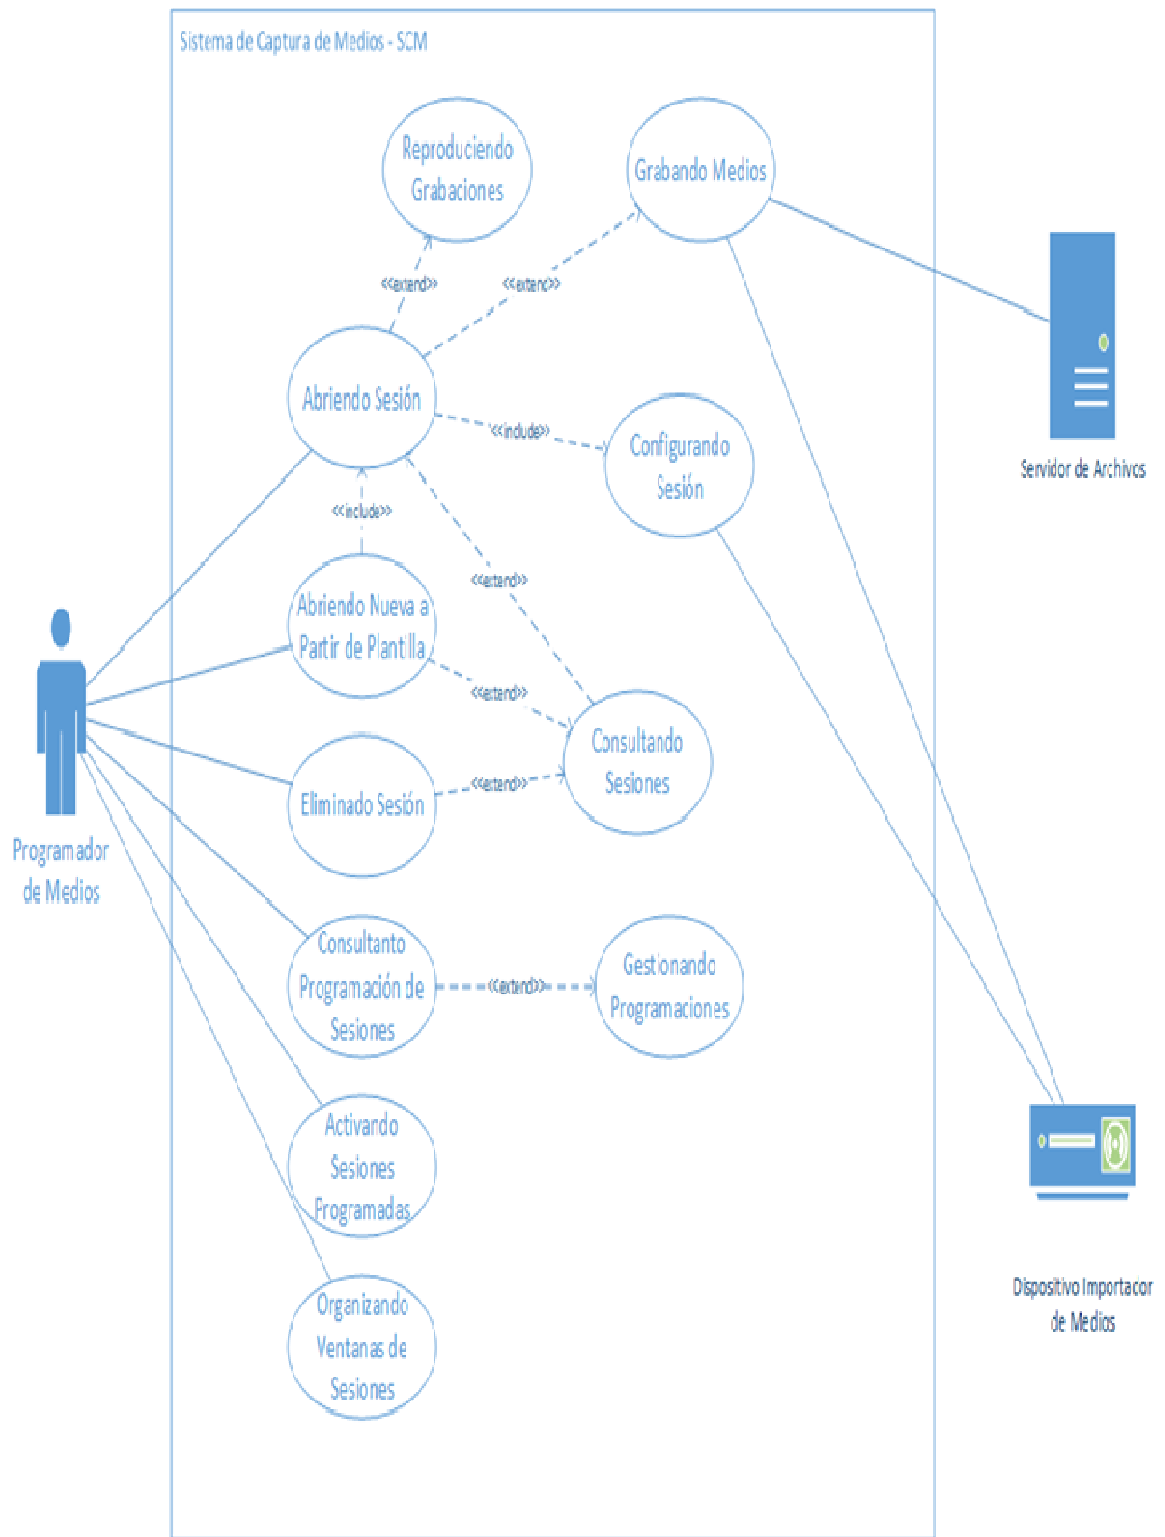 Sistema de Captura de Medios - SCM
Reproduciendo
Grabaciones
Grabando Medios
<<extend>>
<<extenc>>
Abriendo Sesión
<<include>>
Configurando
Sesión
Servidor de Archivos
<<include>>
<<extend>>
Abriendo Nueva a
Partir de Plantilla
<<extend>>
Consultando
Sesiones
<<extend>>
Eliminado Sesión
Programador
de Medios
Consultanto
Programación de
Sesiones
<<extend>>
Gestionando
Programaciones
Activando
Sesiones
Programadas
Dispositivo Importacor
de Medios
Organizando
Ventanas de
Sesiones